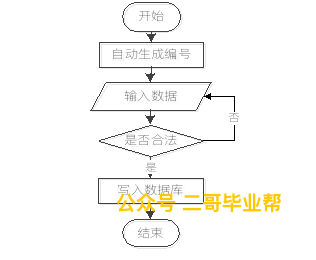 开始
自动生成编号
输入数据
否
是否合法
是
写入数据库
公众号 二哥毕业帮
结束